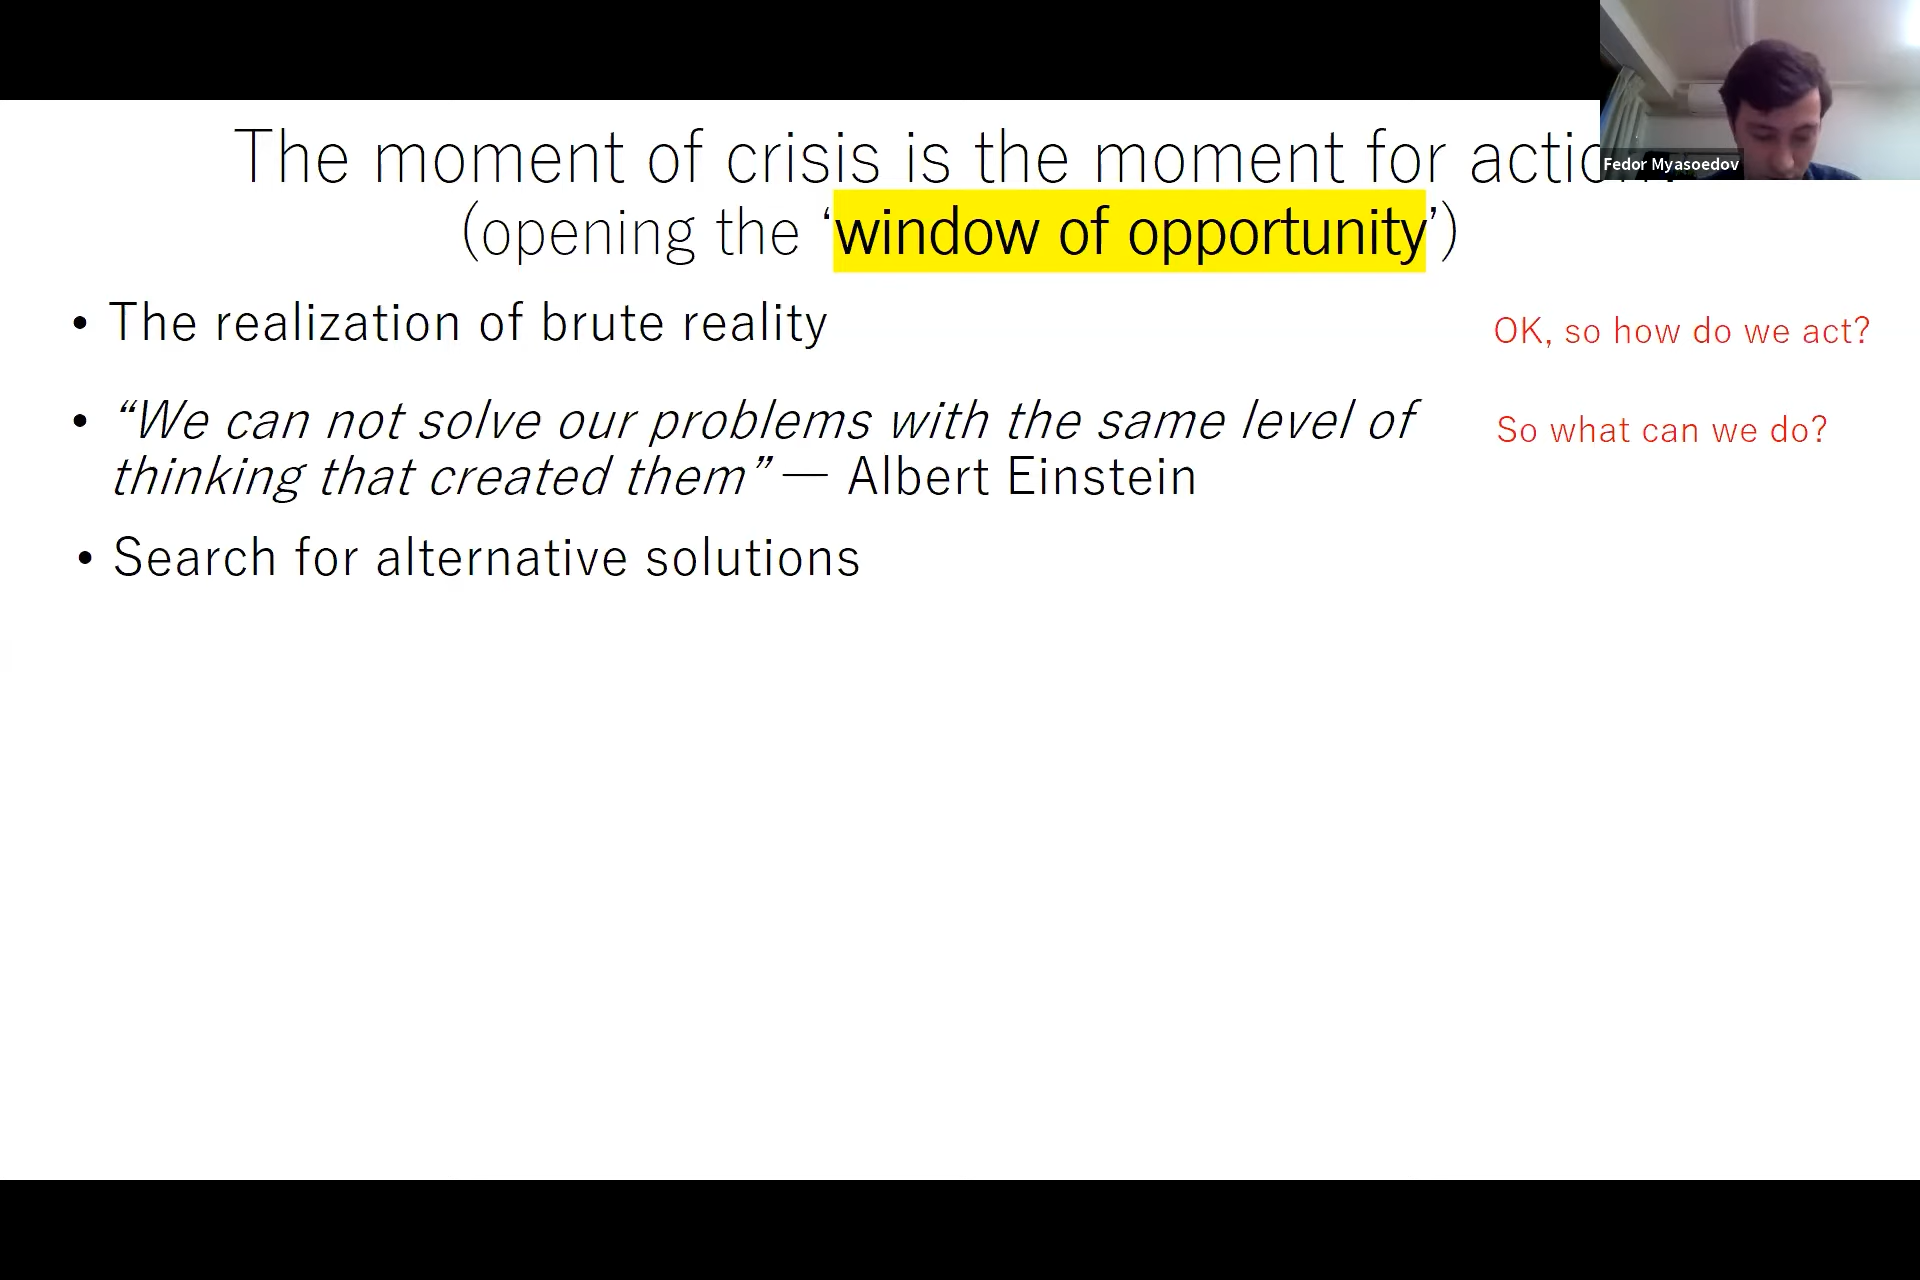 The moment of crisis is the moment for
(opening the ‘window of opportunity’)
• The realization of brute reality
OK, so how do we act?
• “We can not solve our problems with the same level of
thinking that created them” — Albert Einstein
So what can we do?
• Search for alternative solutions
Fedor Myasoedov